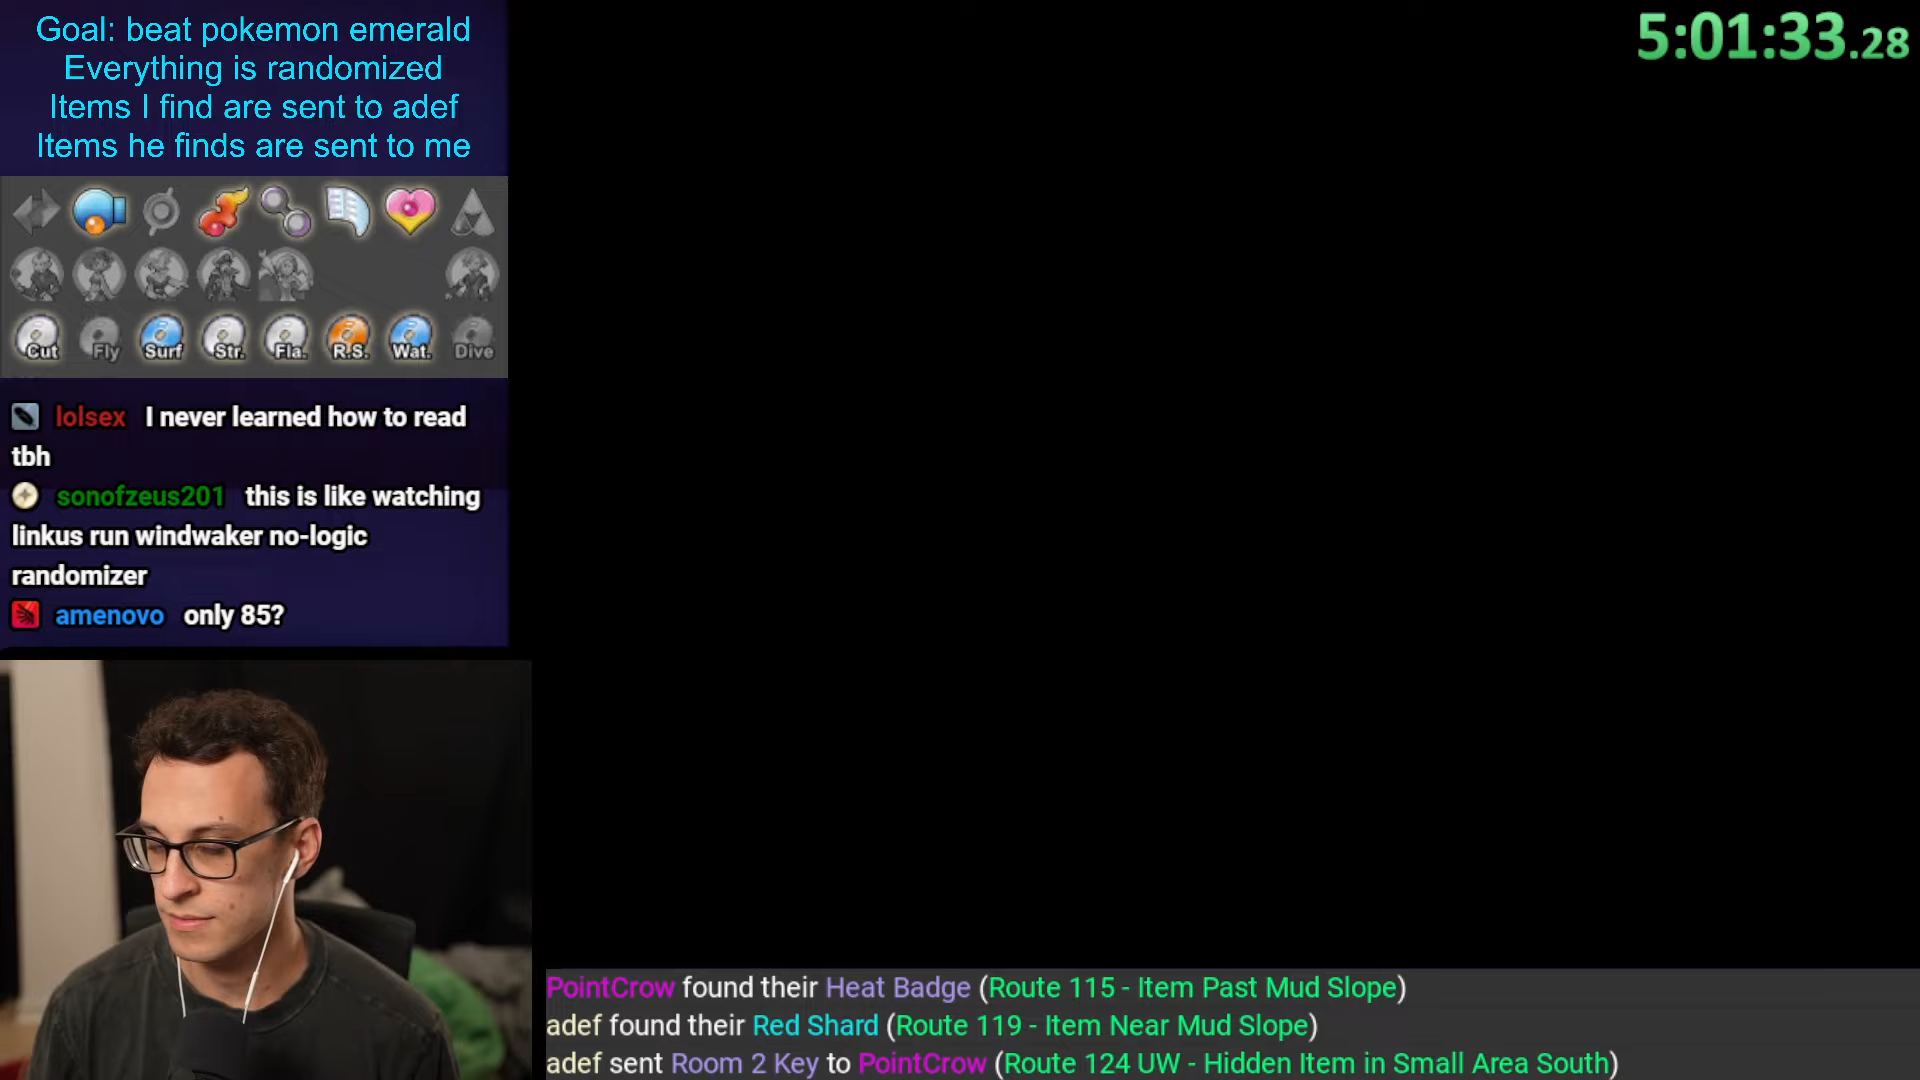 Goal: beat pokemon emerald
Everything is randomized
Items I find are sent to adef
Items he finds are sent to me
5:01:33.28
Cut Fly Surf Str. Fla. R.S. Wat. Dive
lolsex I never learned how to read
tbh
sonofzeus201 this is like watching
linkus run windwaker no-logic
randomizer
amenovo only 85?
PointCrow found their Heat Badge (Route 115 - Item Past Mud Slope)
adef found their Red Shard (Route 119 - Item Near Mud Slope)
adef sent Room 2 Key to PointCrow (Route 124 UW - Hidden Item in Small Area South)